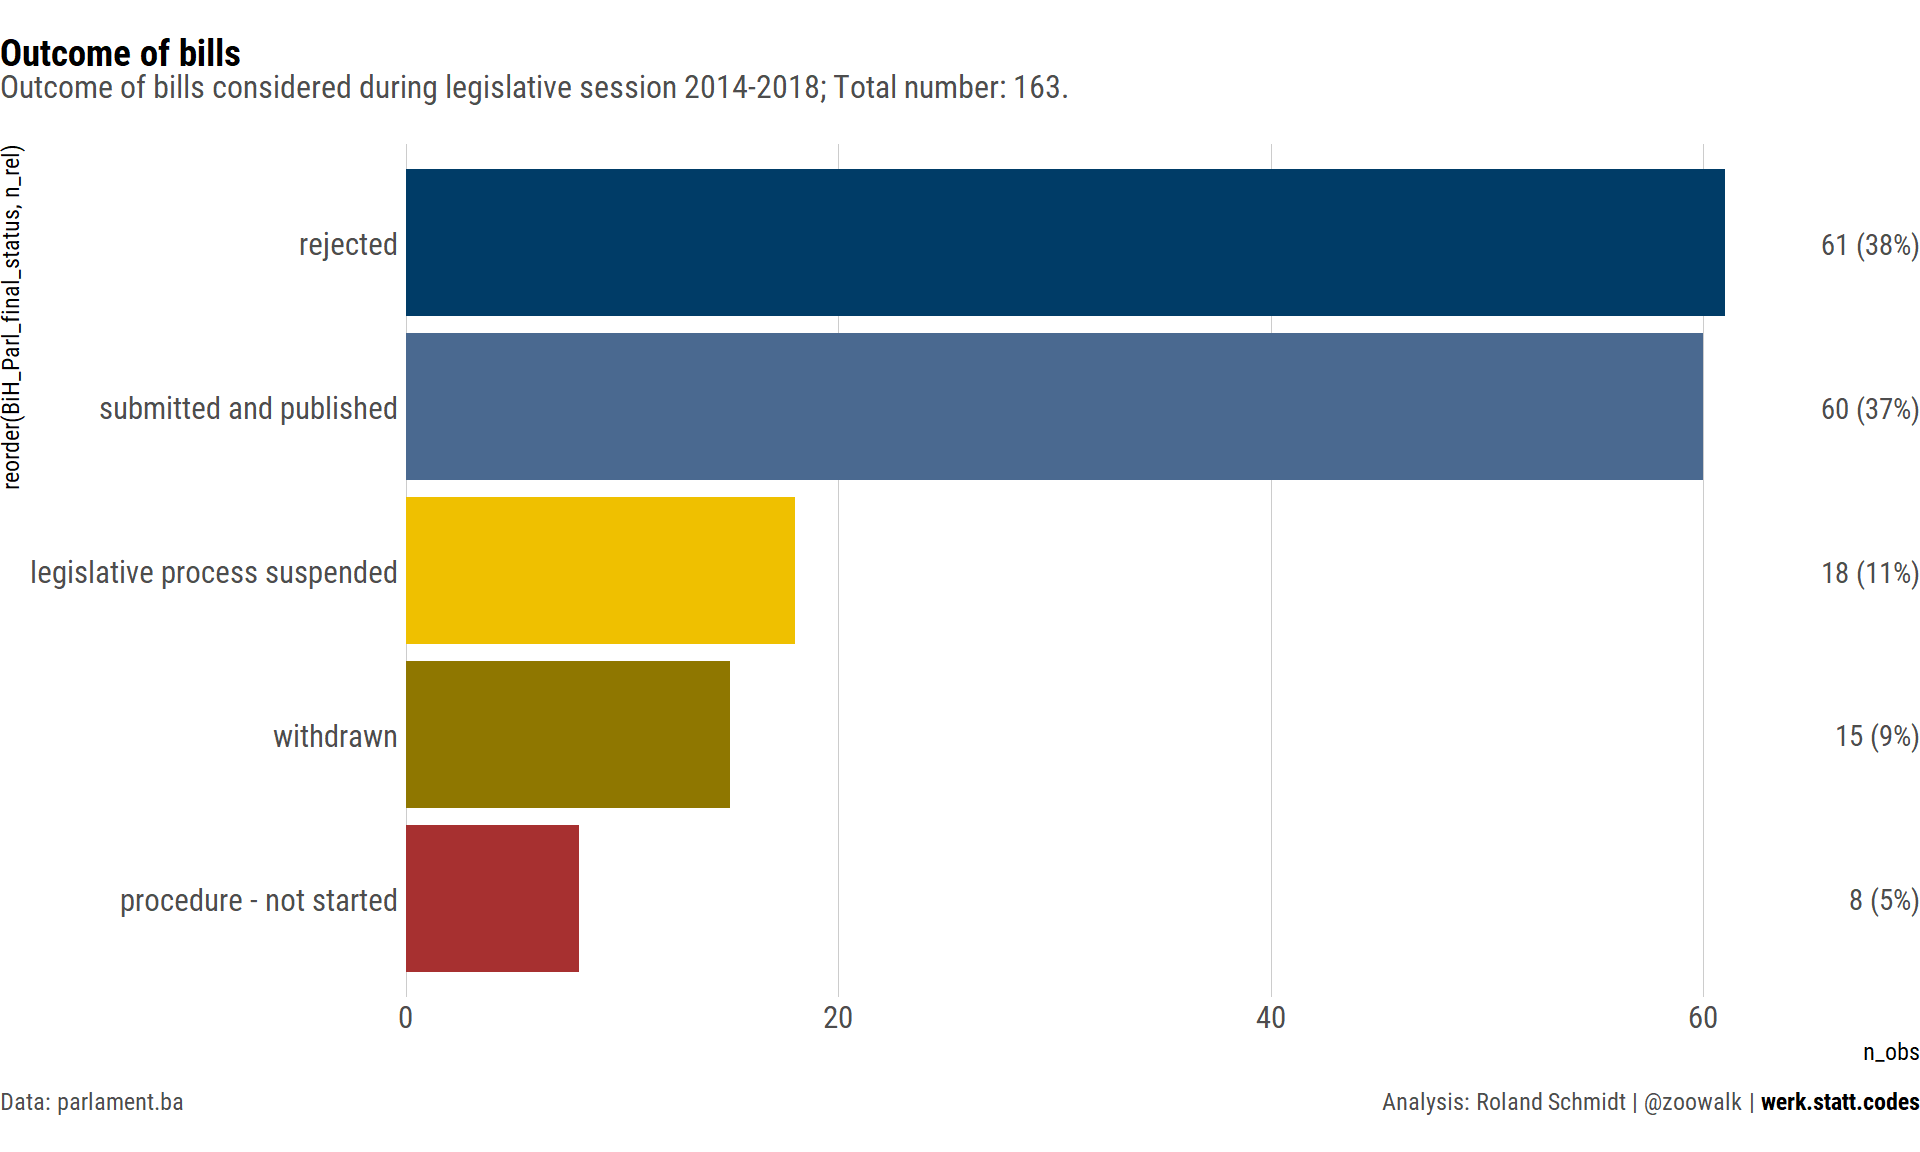 Outcome of bills
Outcome of bills considered during legislative session 2014-2018; Total number: 163.
reorder(BiH_Parl_final_status, n_rel)
rejected 61 (38%)
submitted and published 60 (37%)
legislative process suspended 18 (11%)
withdrawn 15 (9%)
procedure - not started 8 (5%)
0 20 40 60
n_obs
Data: parlament.ba
Analysis: Roland Schmidt | @zoowalk | werk.statt.codes